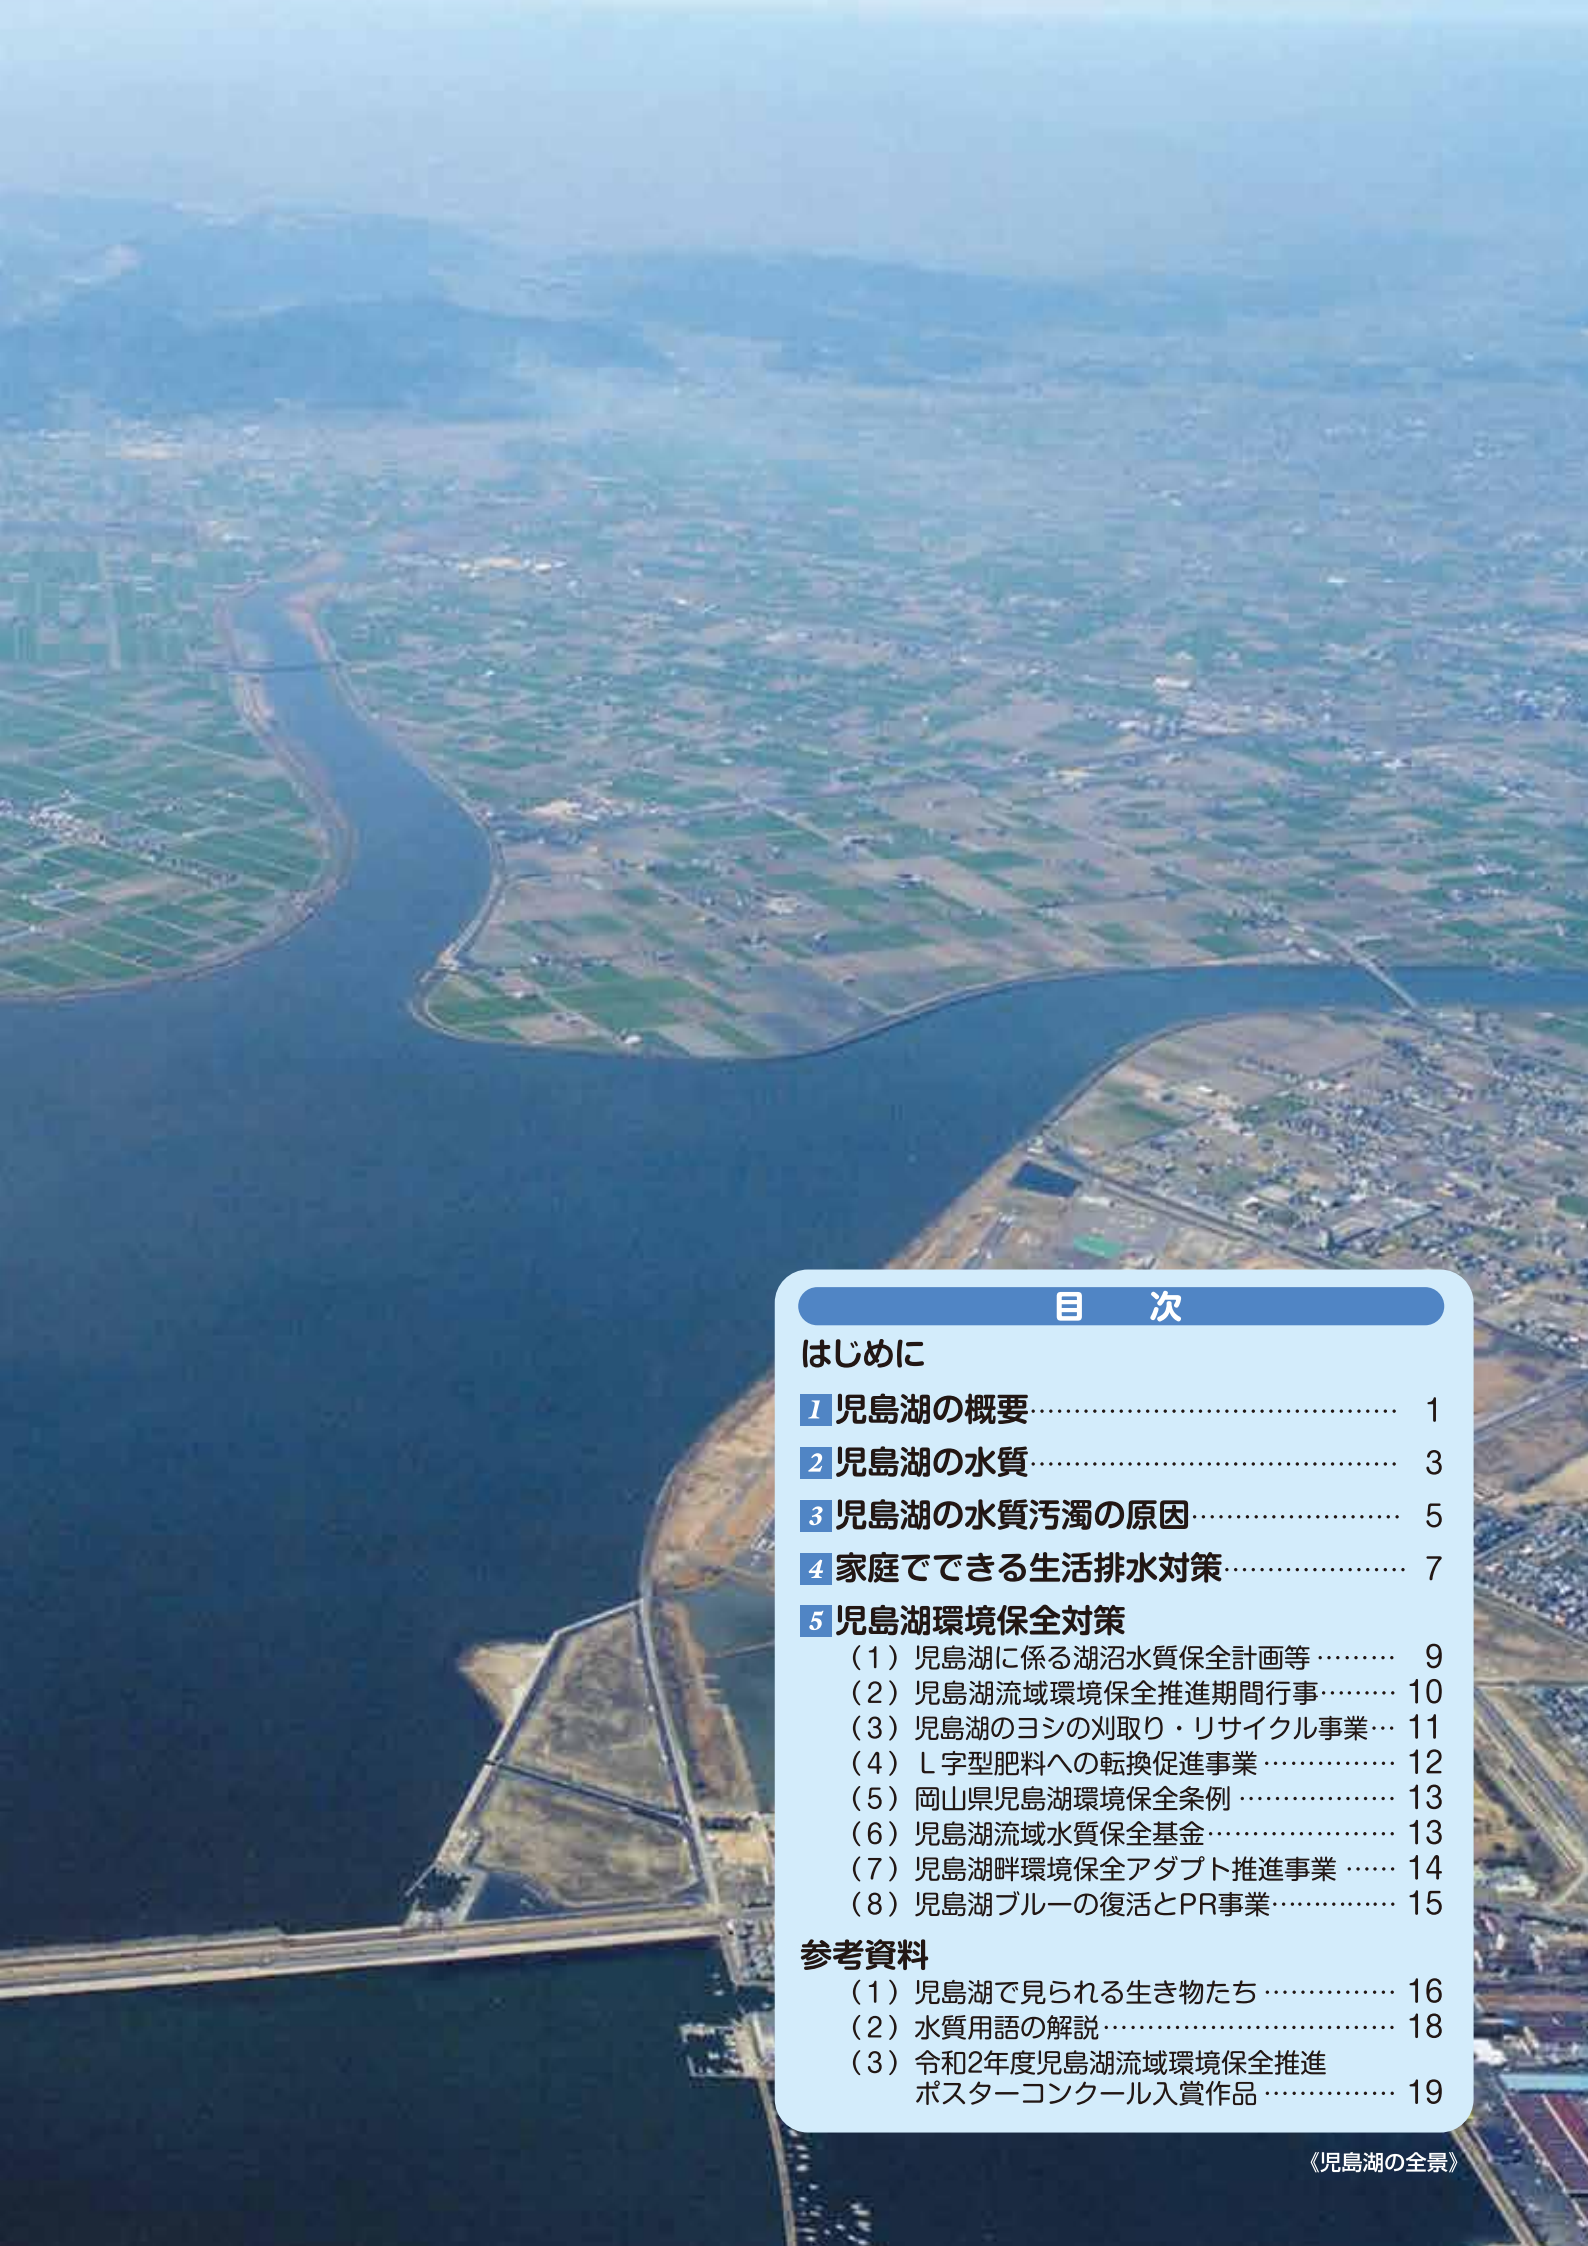 目　次
はじめに
1 児島湖の概要…………………………………… 1
2 児島湖の水質…………………………………… 3
3 児島湖の水質汚濁の原因…………………… 5
4 家庭でできる生活排水対策………………… 7
5 児島湖環境保全対策
（1）児島湖に係る湖沼水質保全計画等……… 9
（2）児島湖流域環境保全推進期間行事……… 10
（3）児島湖のヨシの刈取り・リサイクル事業… 11
（4）L字型肥料への転換促進事業…………… 12
（5）岡山県児島湖環境保全条例……………… 13
（6）児島湖流域水質保全基金………………… 13
（7）児島湖畔環境保全アダプト推進事業…… 14
（8）児島湖ブルーの復活とPR事業…………… 15
参考資料
（1）児島湖で見られる生き物たち…………… 16
（2）水質用語の解説…………………………… 18
（3）令和2年度児島湖流域環境保全推進
ポスターコンクール入賞作品…………… 19
《児島湖の全景》